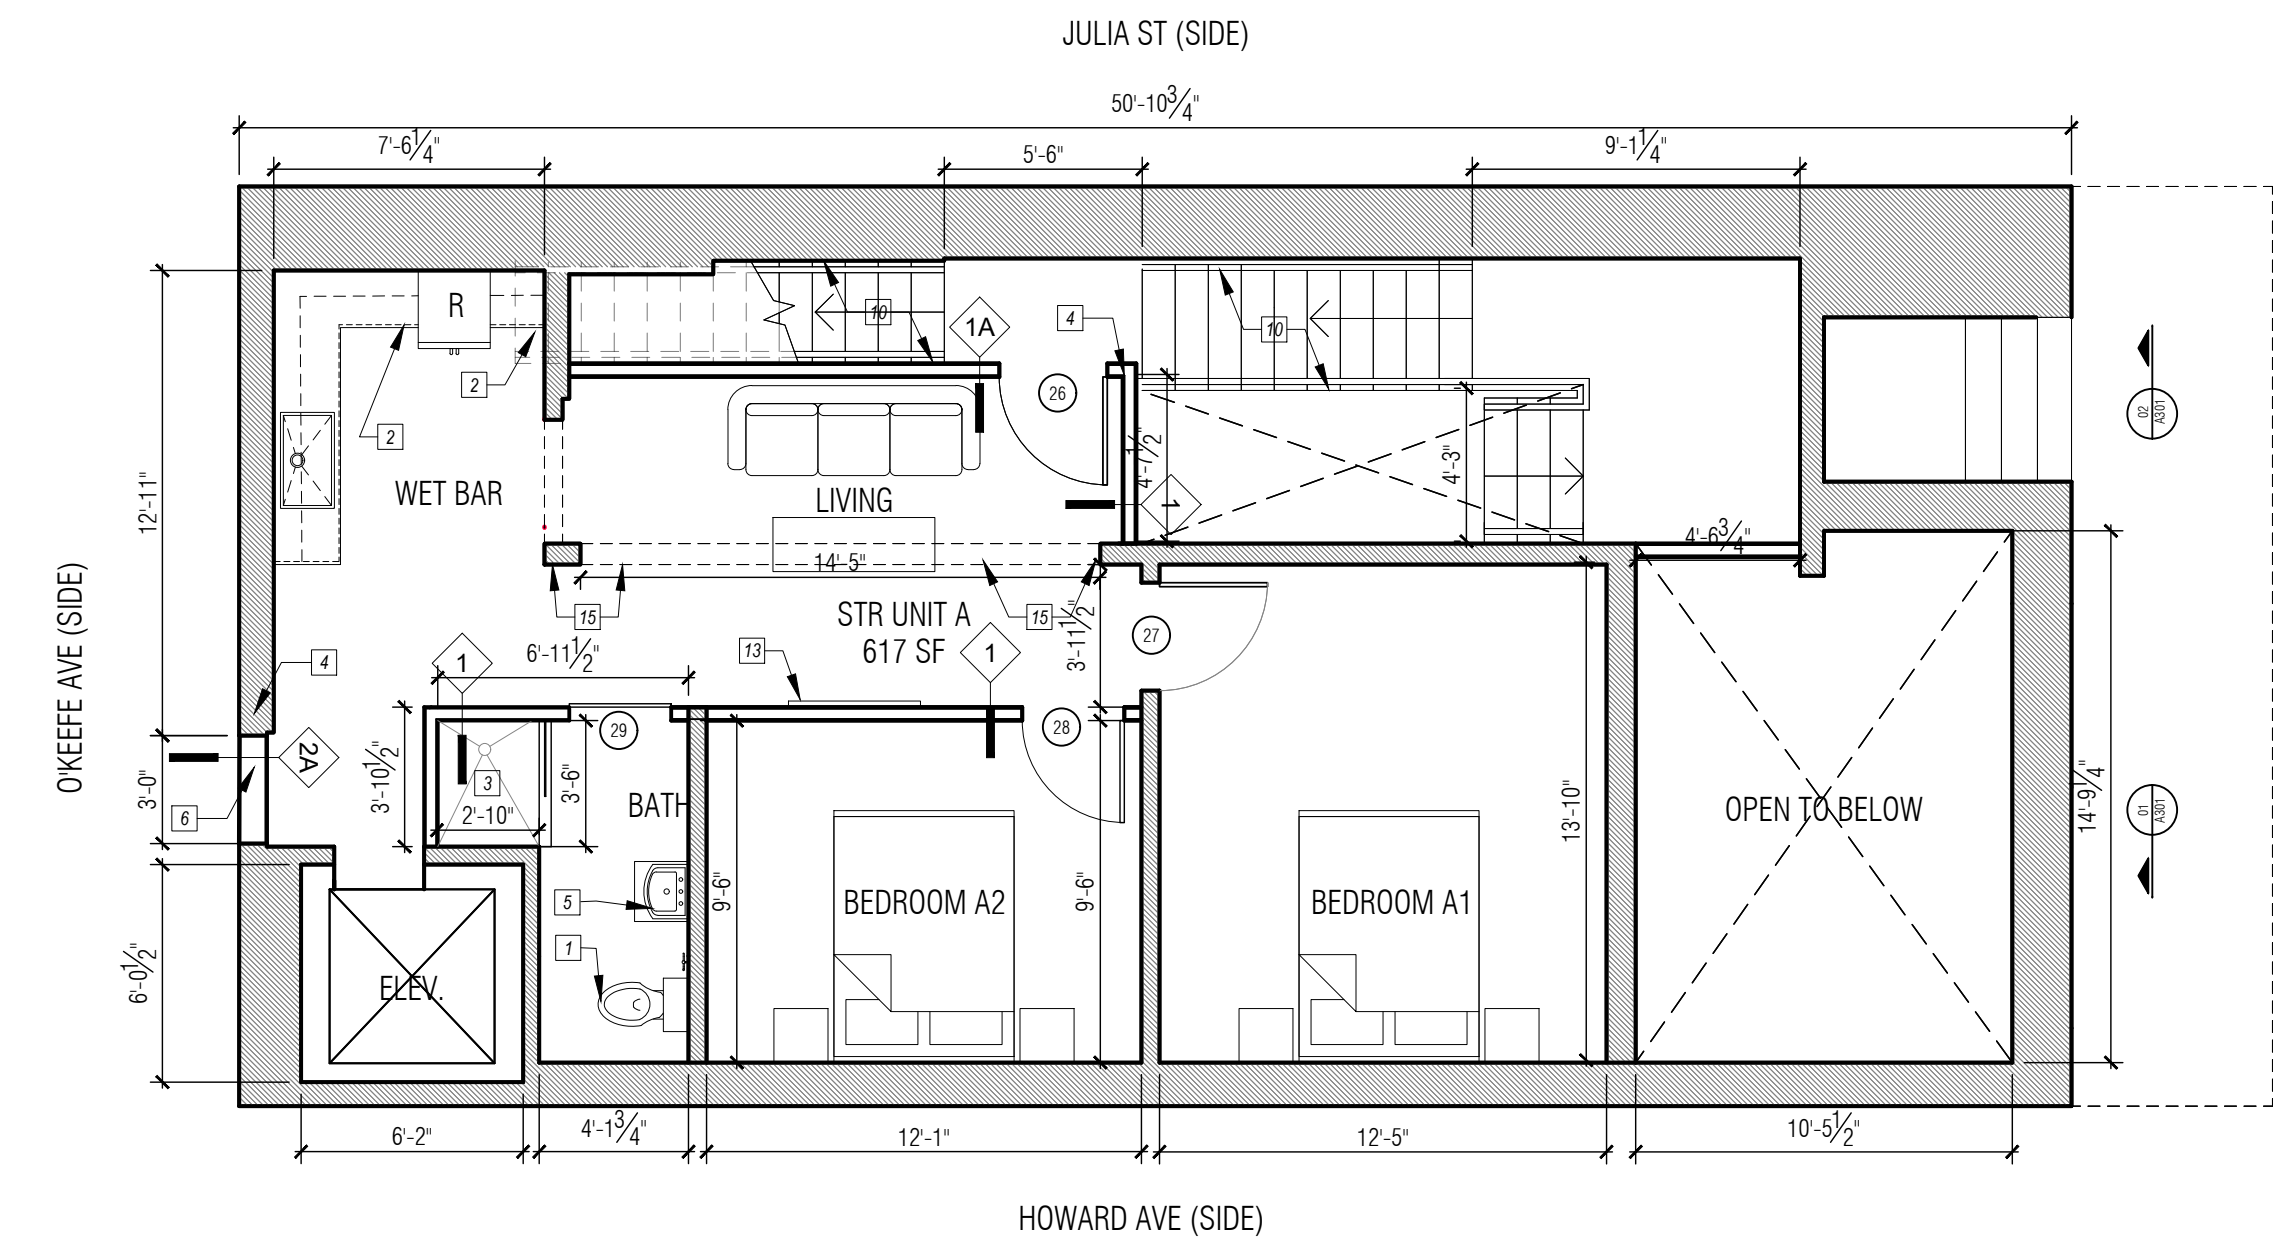 JULIA ST (SIDE)
50'-10 3/4"
7'-6 1/4"
5'-6"
9'-1 1/4"
R
10
1A
4
10
26
02
A301
2
2
WET BAR
LIVING
4'-7 1/2"
4'-3"
1
12'-11"
4'-6 3/4"
14'-5"
15
STR UNIT A
617 SF
15
3'-11 1/2"
27
O'KEEFE AVE (SIDE)
4
1
6'-11 1/2"
13
1
29
28
2A
3'-0"
6
3'-10 1/2"
3
2'-10"
3'-6"
BATH
13'-10"
OPEN TO BELOW
14'-9 1/4"
01
A301
5
9'-6"
BEDROOM A2
9'-6"
BEDROOM A1
1
6'-0 1/2"
ELEV.
6'-2"
4'-1 3/4"
12'-1"
12'-5"
10'-5 1/2"
HOWARD AVE (SIDE)